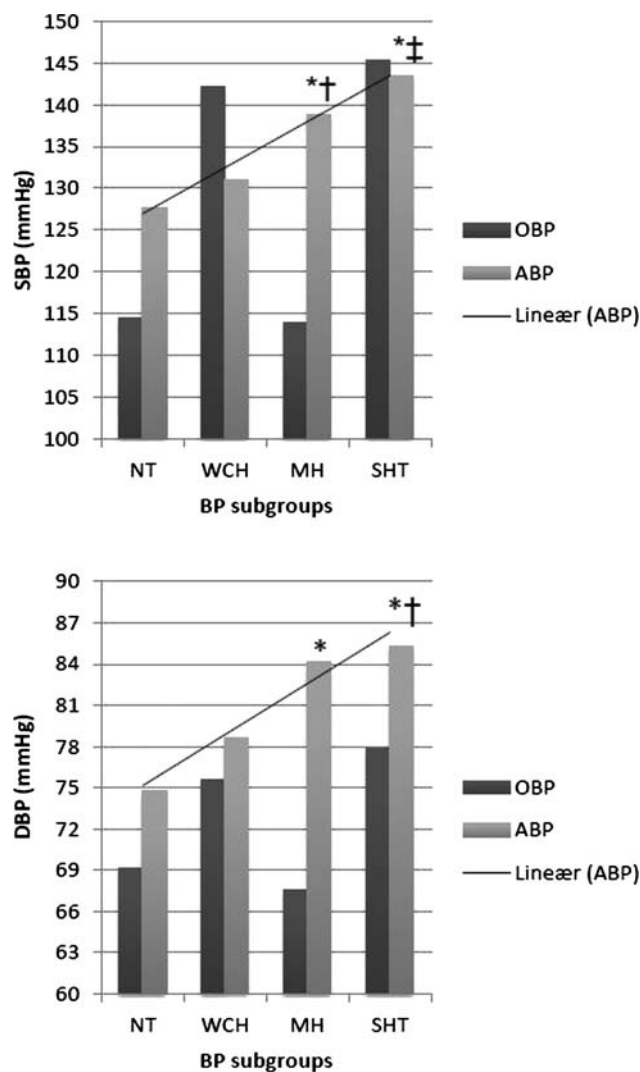 SBP (mmHg)
150
145
140
135
130
125
120
115
110
105
100
*†
*‡
NT WCH MH SHT
BP subgroups
OBP
ABP
Lineær (ABP)
DBP (mmHg)
90
87
84
81
78
75
72
69
66
63
60
*
*†
NT WCH MH SHT
BP subgroups
OBP
ABP
Lineær (ABP)